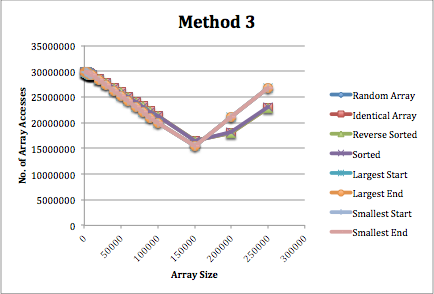 Method 3
No. of Array Accesses
35000000
30000000
25000000
20000000
15000000
10000000
5000000
0
0
50000
100000
150000
200000
250000
300000
Array Size
Random Array
Identical Array
Reverse Sorted
Sorted
Largest Start
Largest End
Smallest Start
Smallest End